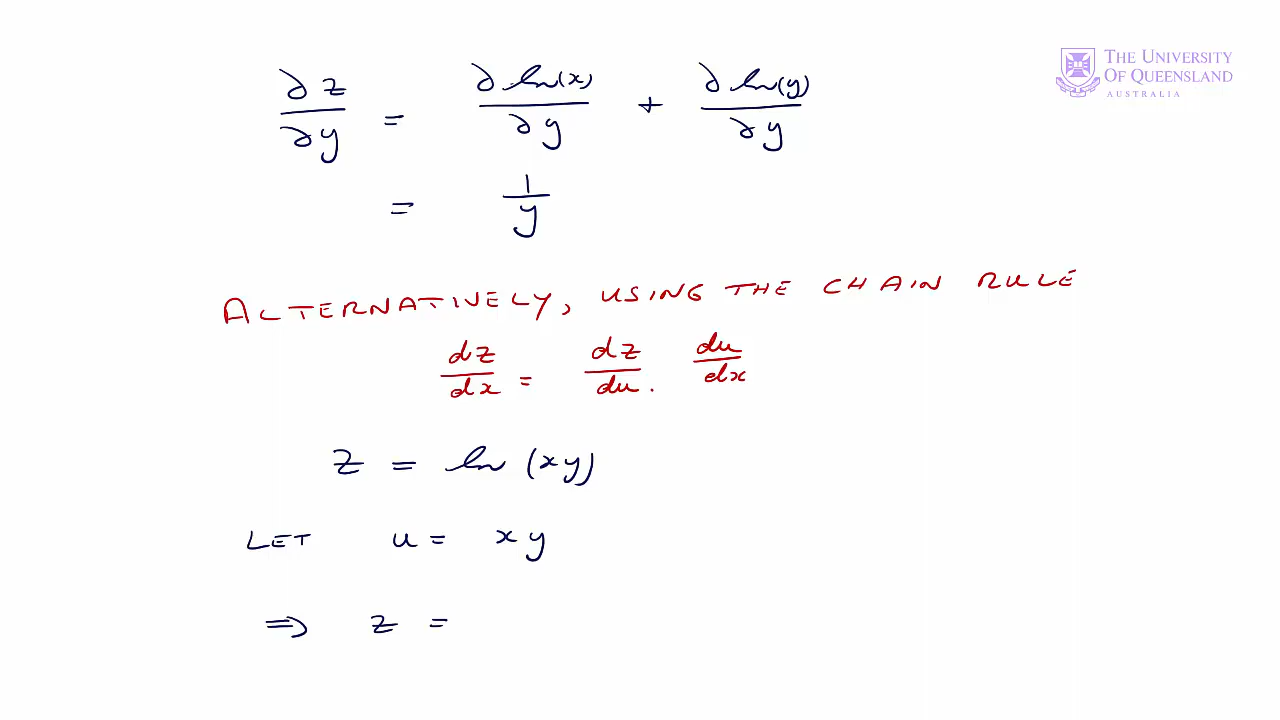 THE UNIVERSITY
OF QUEENSLAND
AUSTRALIA
∂z/∂y = ∂ ln(x)/∂y + ∂ ln(y)/∂y
= 1/y
ALTERNATIVELY, USING THE CHAIN RULE
dz/dx = dz/du . du/dx
z = ln (xy)
LET u = xy
⇒ z =